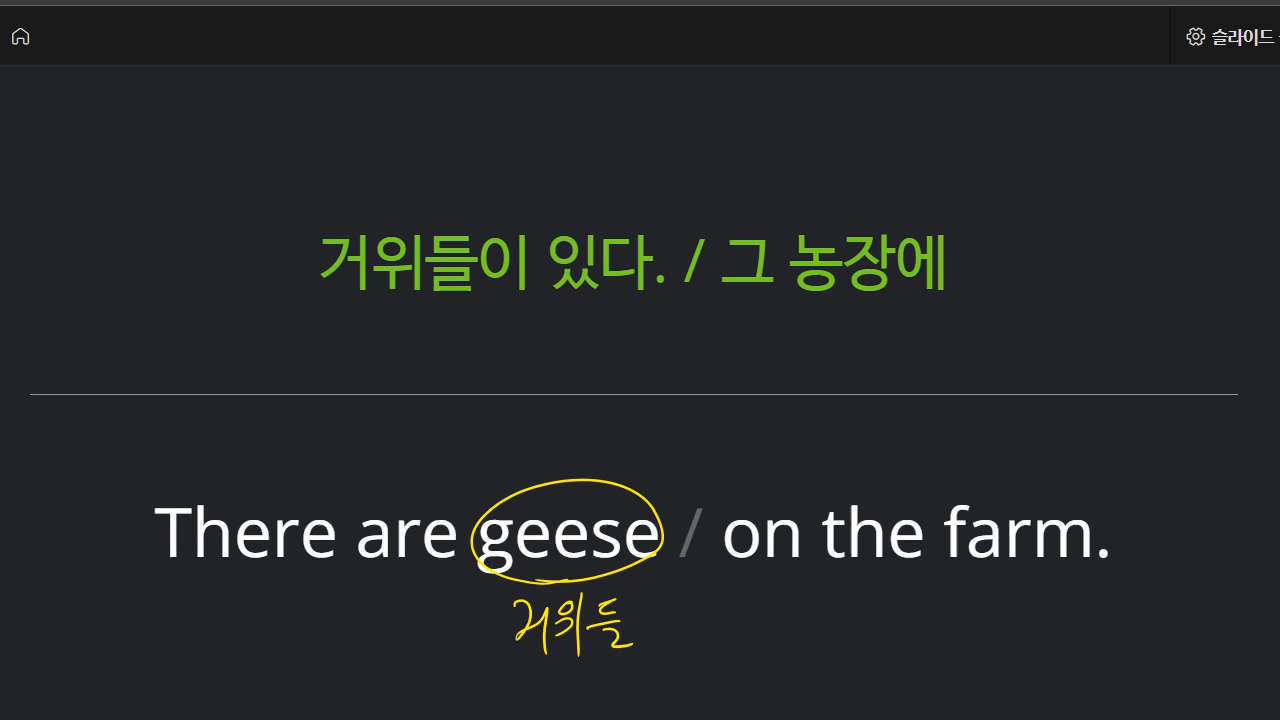 슬라이드
거위들이 있다. / 그 농장에
There are geese / on the farm.
거위들